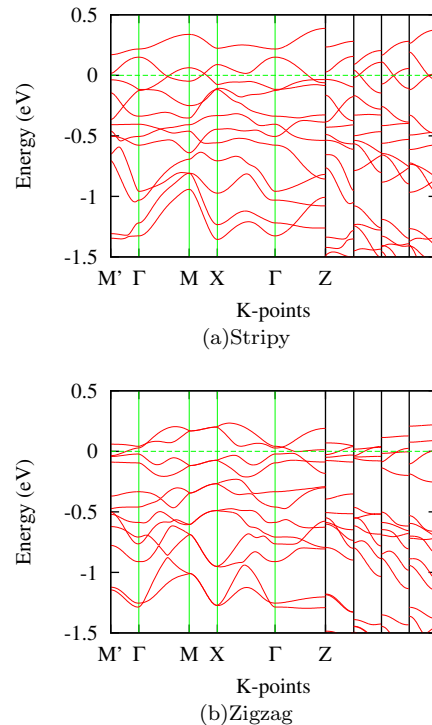 0.5
0
-0.5
-1
-1.5
Energy (eV)
M' Γ M X Γ Z
K-points
(a)Stripy
0.5
0
-0.5
-1
-1.5
Energy (eV)
M' Γ M X Γ Z
K-points
(b)Zigzag